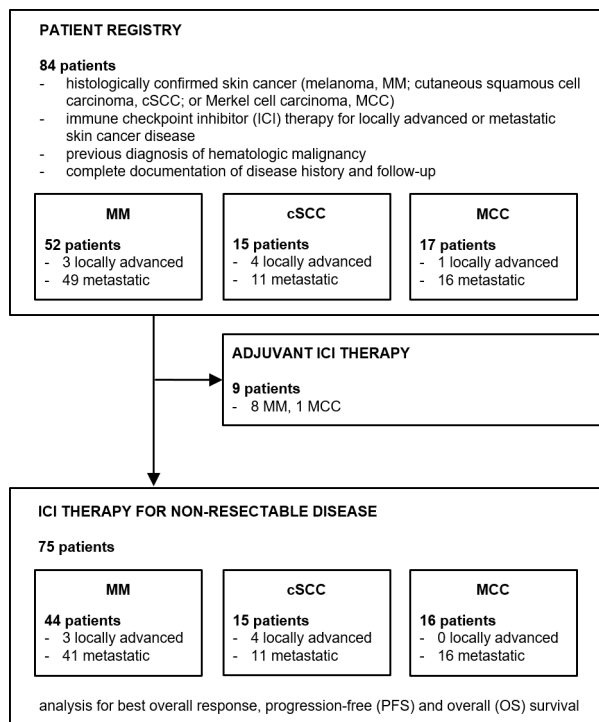 PATIENT REGISTRY
84 patients
- histologically confirmed skin cancer (melanoma, MM; cutaneous squamous cell
carcinoma, cSCC; or Merkel cell carcinoma, MCC)
- immune checkpoint inhibitor (ICI) therapy for locally advanced or metastatic
skin cancer disease
- previous diagnosis of hematologic malignancy
- complete documentation of disease history and follow-up
MM
52 patients
- 3 locally advanced
- 49 metastatic
cSCC
15 patients
- 4 locally advanced
- 11 metastatic
MCC
17 patients
- 1 locally advanced
- 16 metastatic
ADJUVANT ICI THERAPY
9 patients
- 8 MM, 1 MCC
ICI THERAPY FOR NON-RESECTABLE DISEASE
75 patients
MM
44 patients
- 3 locally advanced
- 41 metastatic
cSCC
15 patients
- 4 locally advanced
- 11 metastatic
MCC
16 patients
- 0 locally advanced
- 16 metastatic
analysis for best overall response, progression-free (PFS) and overall (OS) survival